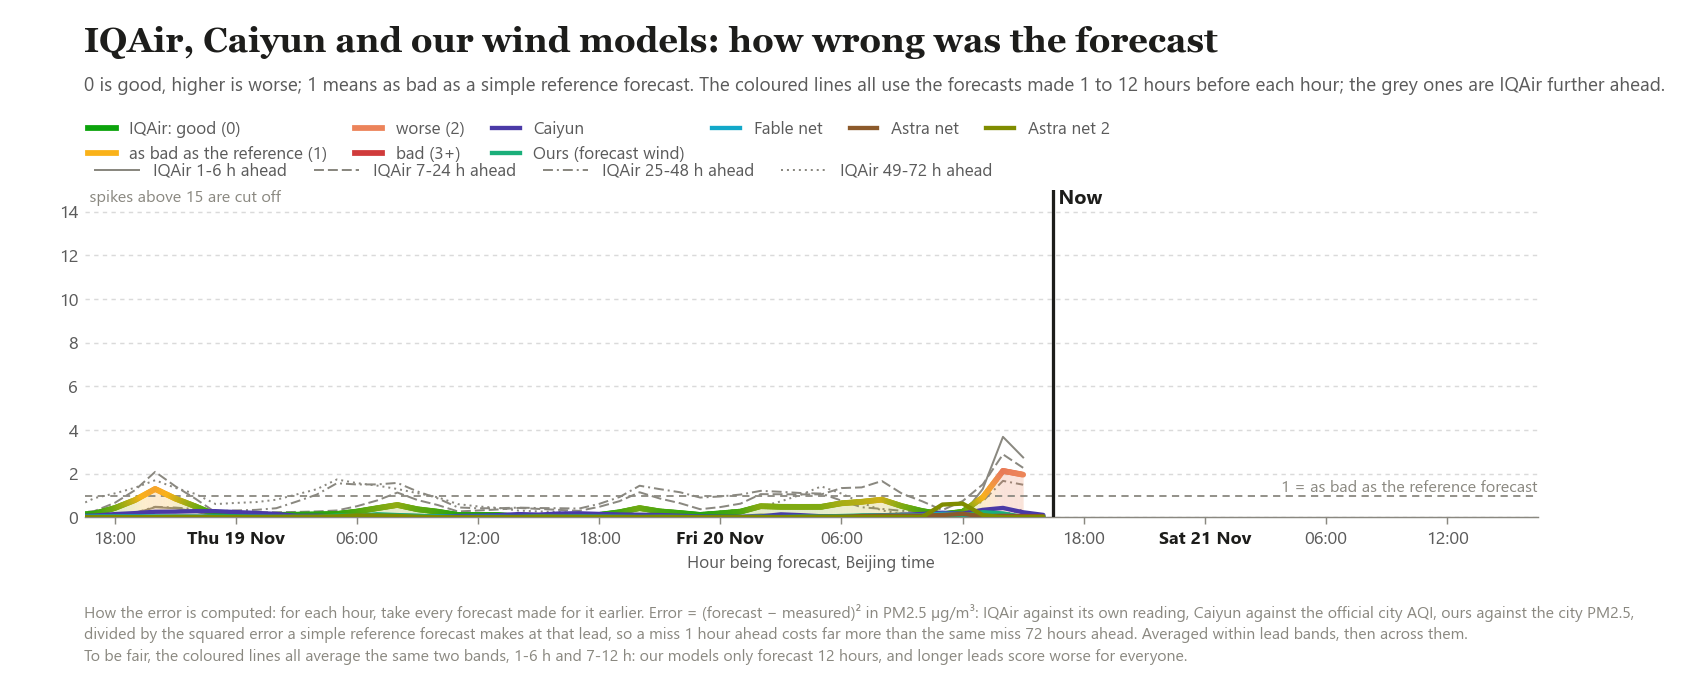 IQAir, Caiyun and our wind models: how wrong was the forecast
0 is good, higher is worse; 1 means as bad as a simple reference forecast. The coloured lines all use the forecasts made 1 to 12 hours before each hour; the grey ones are IQAir further ahead.
IQAir: good (0) worse (2) Caiyun Fable net Astra net Astra net 2
as bad as the reference (1) bad (3+) Ours (forecast wind)
IQAir 1-6 h ahead IQAir 7-24 h ahead IQAir 25-48 h ahead IQAir 49-72 h ahead
spikes above 15 are cut off
Now
14
12
10
8
6
4
2
1 = as bad as the reference forecast
0
18:00 Thu 19 Nov 06:00 12:00 18:00 Fri 20 Nov 06:00 12:00 18:00 Sat 21 Nov 06:00 12:00
Hour being forecast, Beijing time
How the error is computed: for each hour, take every forecast made for it earlier. Error = (forecast − measured)² in PM2.5 µg/m³: IQAir against its own reading, Caiyun against the official city AQI, ours against the city PM2.5,
divided by the squared error a simple reference forecast makes at that lead, so a miss 1 hour ahead costs far more than the same miss 72 hours ahead. Averaged within lead bands, then across them.
To be fair, the coloured lines all average the same two bands, 1-6 h and 7-12 h: our models only forecast 12 hours, and longer leads score worse for everyone.